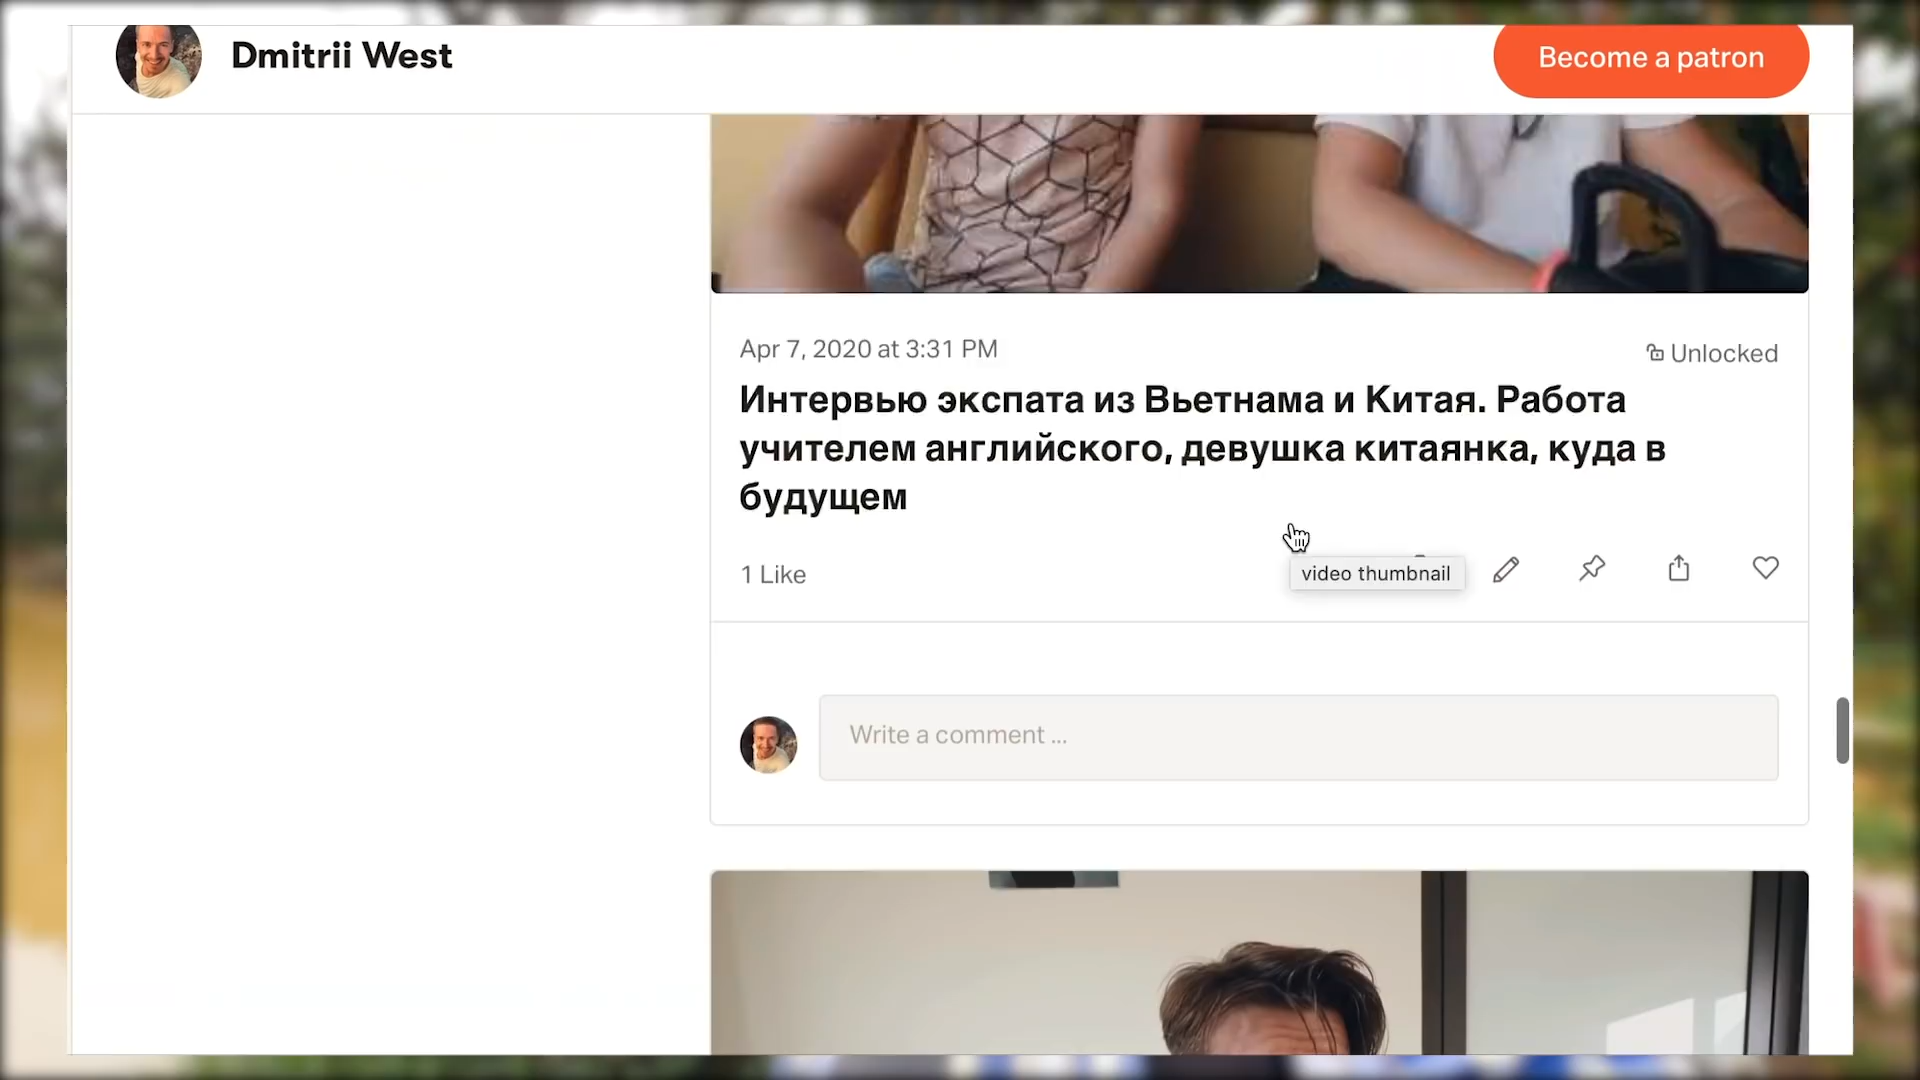 Dmitrii West
Become a patron
Apr 7, 2020 at 3:31 PM
Unlocked
Интервью экспата из Вьетнама и Китая. Работа
учителем английского, девушка китаянка, куда в
будущем
1 Like
video thumbnail
Write a comment ...